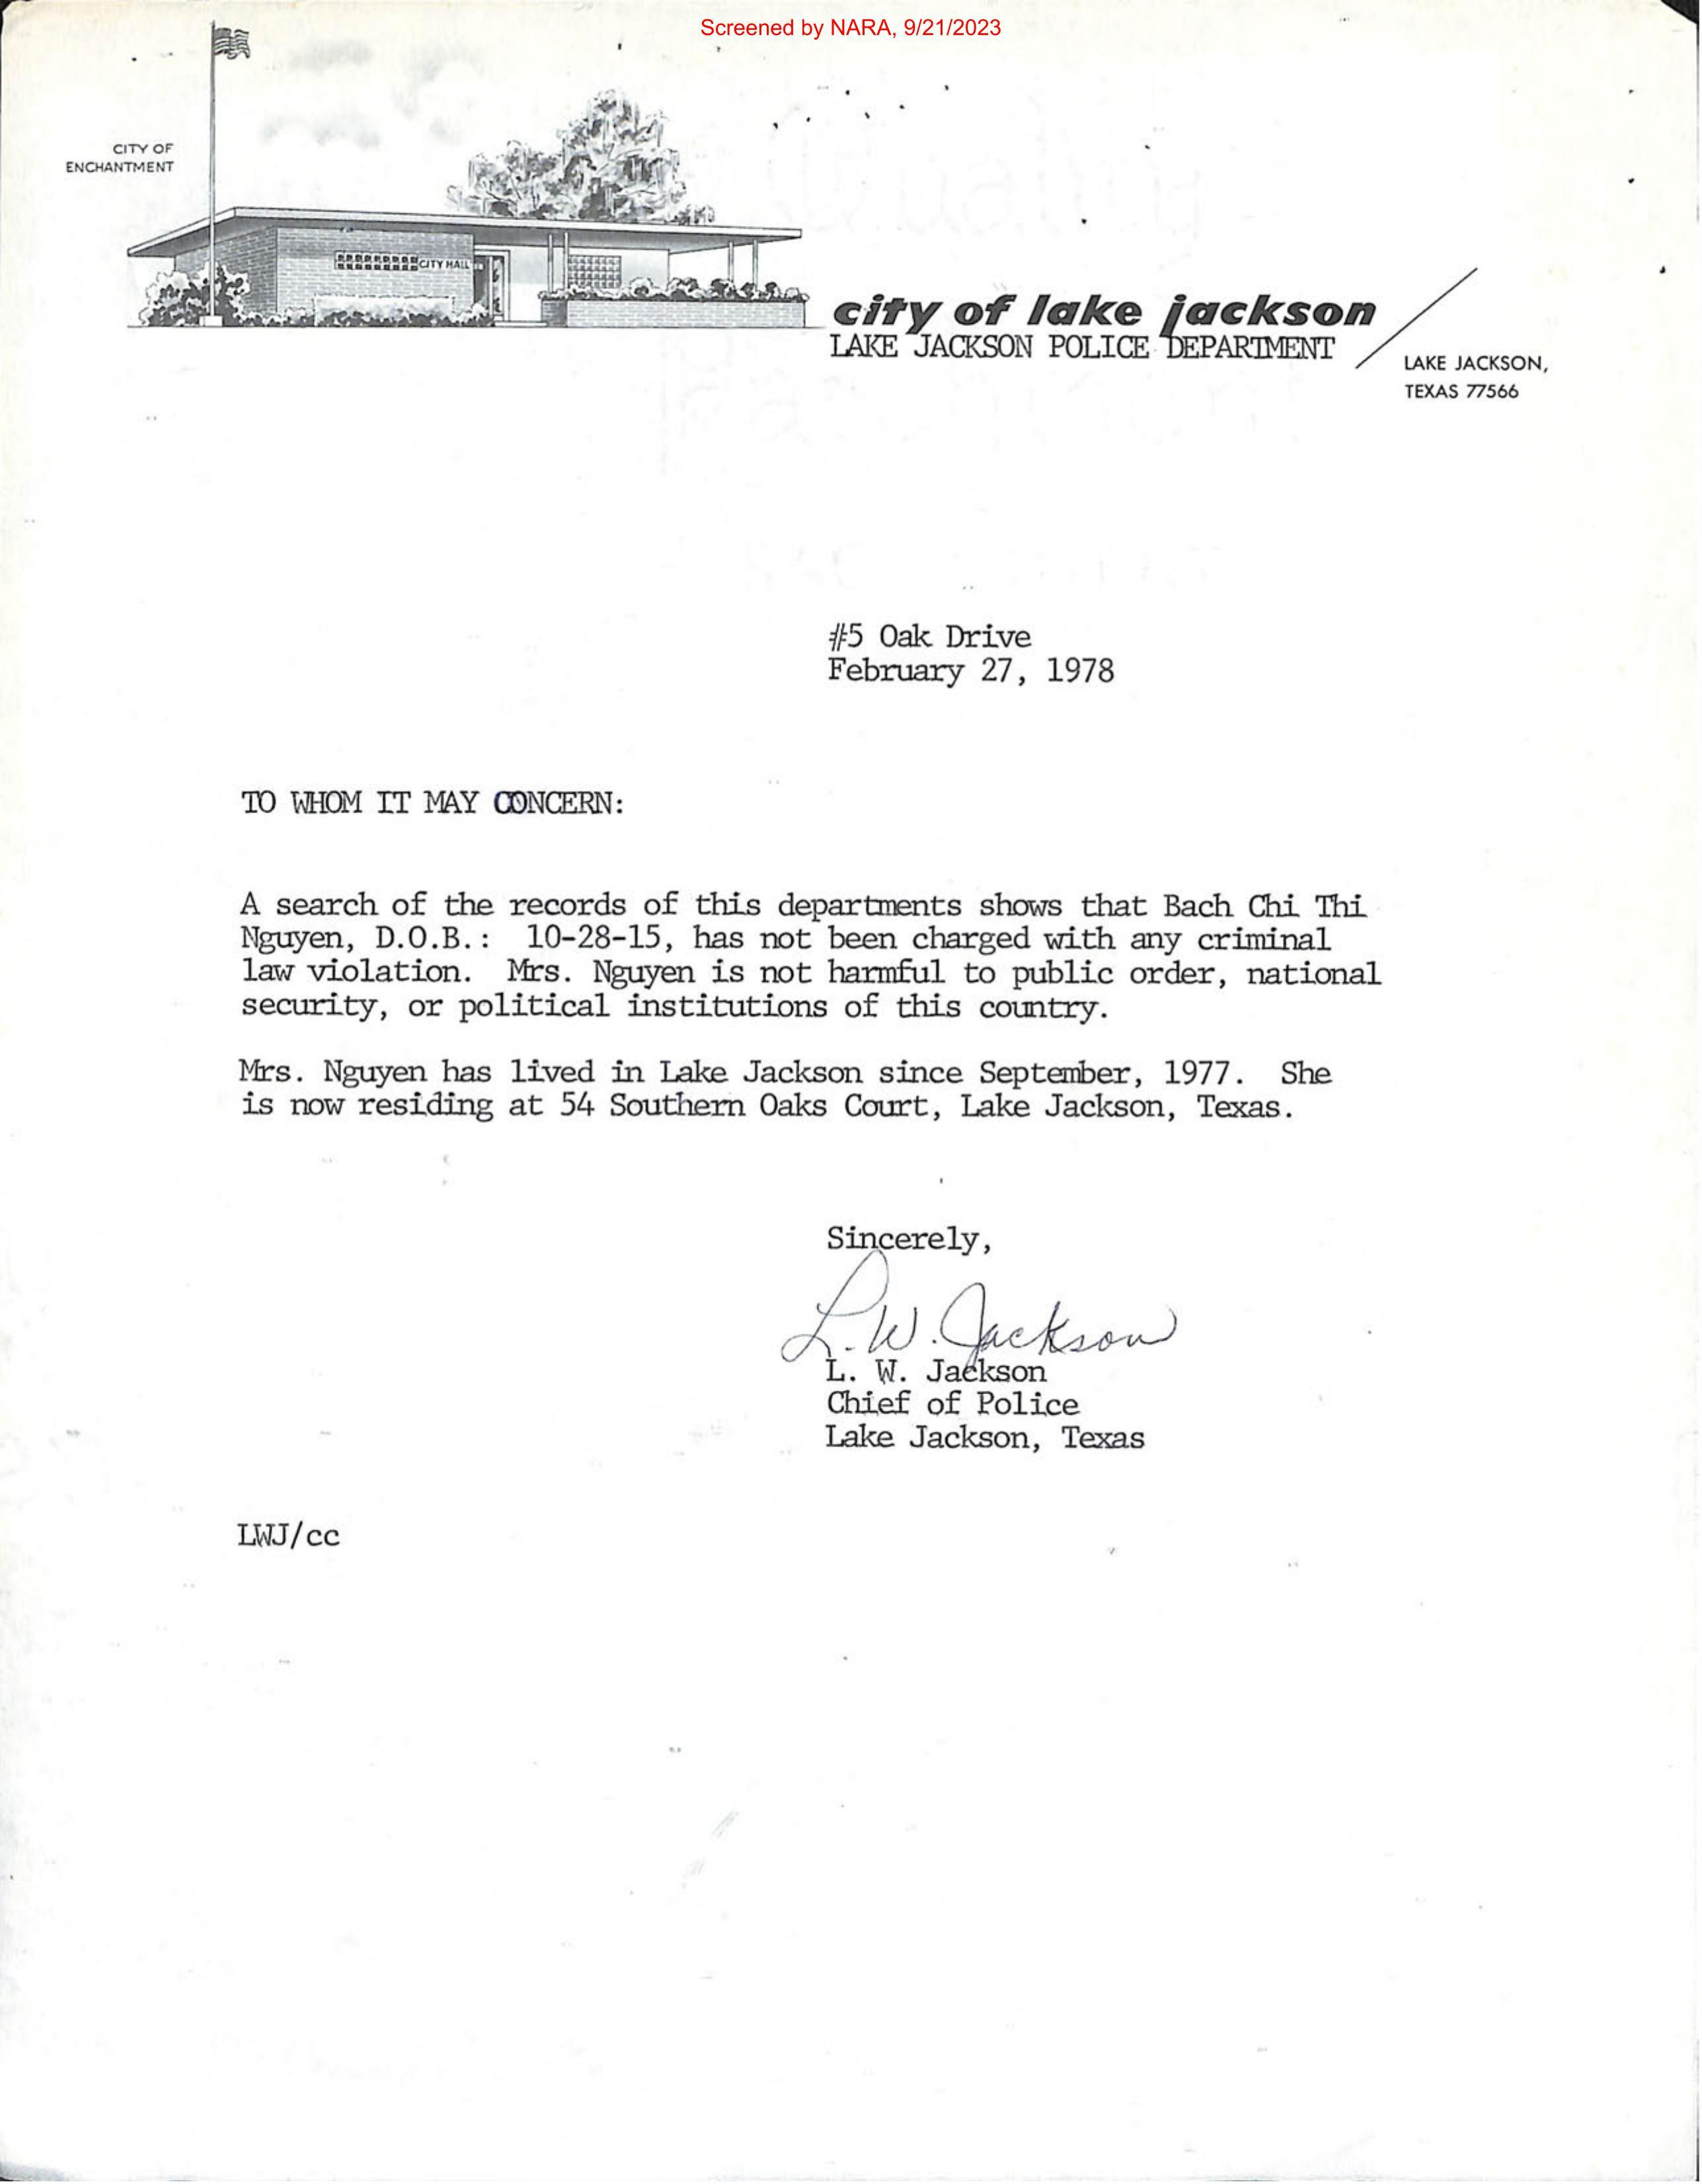 Screened by NARA, 9/21/2023
CITY OF
ENCHANTMENT
CITY HALL
city of lake jackson
LAKE JACKSON POLICE DEPARTMENT
LAKE JACKSON,
TEXAS 77566
#5 Oak Drive
February 27, 1978
TO WHOM IT MAY CONCERN:
A search of the records of this departments shows that Bach Chi Thi
Nguyen, D.O.B.: 10-28-15, has not been charged with any criminal
law violation. Mrs. Nguyen is not harmful to public order, national
security, or political institutions of this country.
Mrs. Nguyen has lived in Lake Jackson since September, 1977. She
is now residing at 54 Southern Oaks Court, Lake Jackson, Texas.
Sincerely,
L. W. Jackson
L. W. Jackson
Chief of Police
Lake Jackson, Texas
LWJ/cc